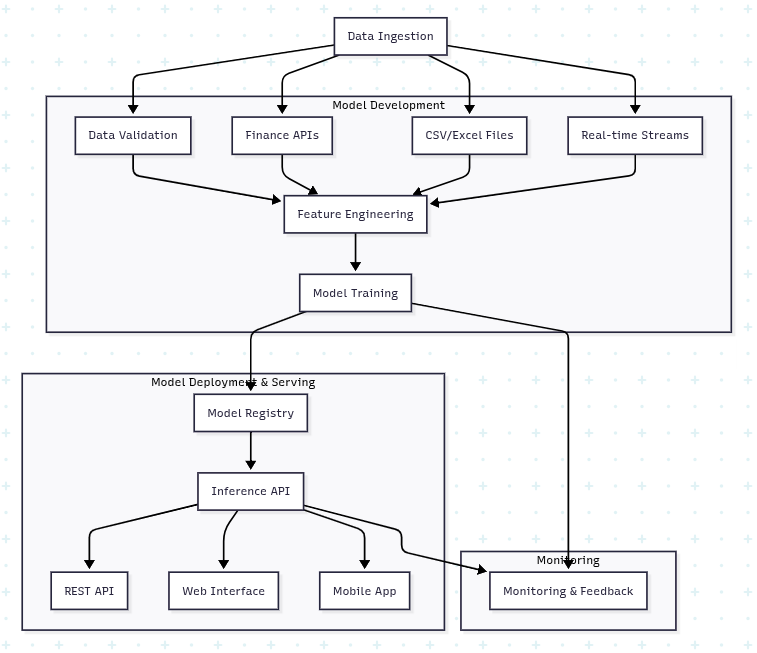 Data Ingestion
Model Development
Data Validation
Finance APIs
CSV/Excel Files
Real-time Streams
Feature Engineering
Model Training
Model Deployment & Serving
Model Registry
Inference API
REST API
Web Interface
Mobile App
Monitoring
Monitoring & Feedback